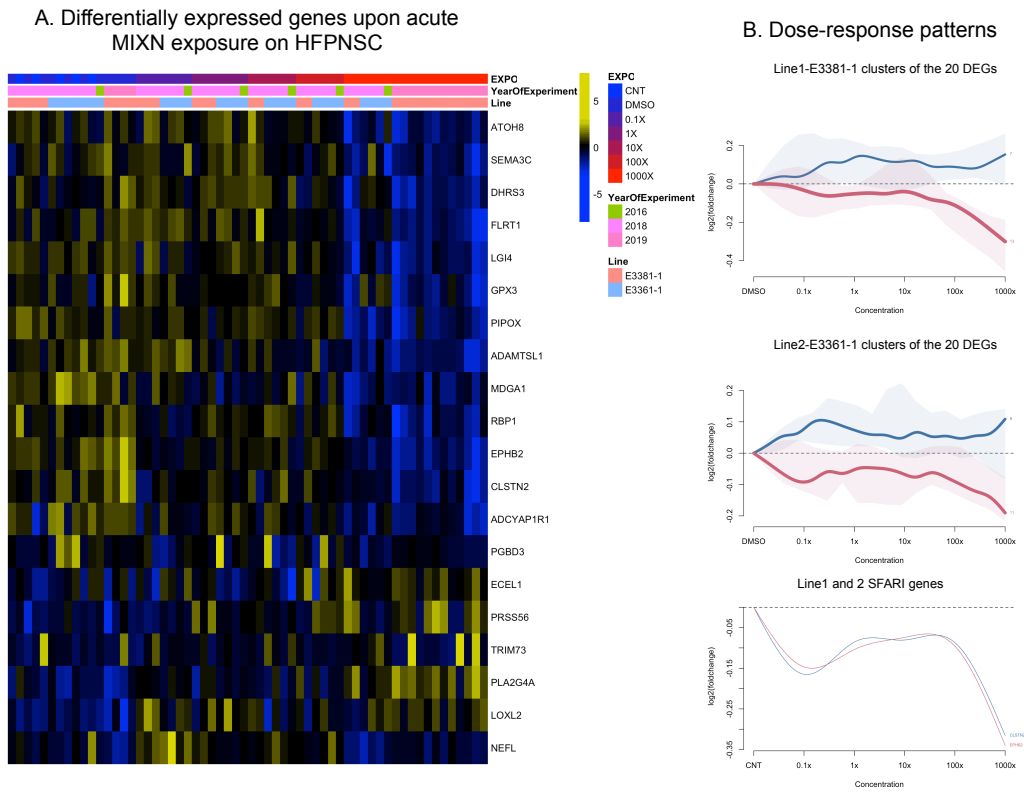 A. Differentially expressed genes upon acute
MIXN exposure on HFPNSC
EXPO
YearOfExperiment
Line
ATOH8
SEMA3C
DHRS3
FLRT1
LGI4
GPX3
PIPOX
ADAMTSL1
MDGA1
RBP1
EPHB2
CLSTN2
ADCYAP1R1
PGBD3
ECEL1
PRSS56
TRIM73
PLA2G4A
LOXL2
NEFL
5
0
-5
EXPO
CNT
DMSO
0.1X
1X
10X
100X
1000X
YearOfExperiment
2016
2018
2019
Line
E3381-1
E3361-1
B. Dose-response patterns
Line1-E3381-1 clusters of the 20 DEGs
log2(foldchange)
0.2
0.0
-0.2
-0.4
DMSO 0.1x 1x 10x 100x 1000x
Concentration
Line2-E3361-1 clusters of the 20 DEGs
log2(foldchange)
0.2
0.1
0.0
-0.1
-0.2
DMSO 0.1x 1x 10x 100x 1000x
Concentration
Line1 and 2 SFARI genes
log2(foldchange)
-0.05
-0.15
-0.25
-0.35
EPHB2
CNT 0.1x 1x 10x 100x 1000x
Concentration